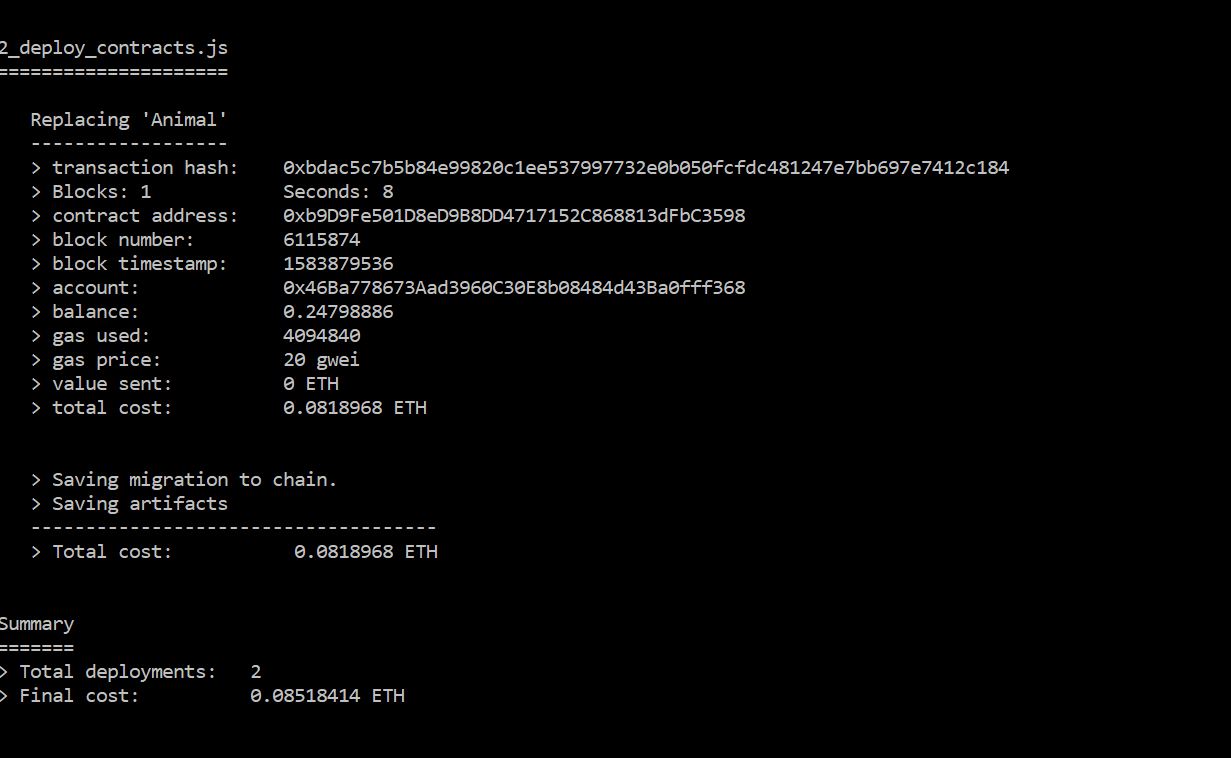 2_deploy_contracts.js
=====================
Replacing 'Animal'
------------------
> transaction hash: 0xbdac5c7b5b84e99820c1ee537997732e0b050fcfdc481247e7bb697e7412c184
> Blocks: 1 Seconds: 8
> contract address: 0xb9D9Fe501D8eD9B8DD4717152C868813dFbC3598
> block number: 6115874
> block timestamp: 1583879536
> account: 0x46Ba778673Aad3960C30E8b08484d43Ba0fff368
> balance: 0.24798886
> gas used: 4094840
> gas price: 20 gwei
> value sent: 0 ETH
> total cost: 0.0818968 ETH
> Saving migration to chain.
> Saving artifacts
-------------------------------------
> Total cost: 0.0818968 ETH
Summary
=======
> Total deployments: 2
> Final cost: 0.08518414 ETH